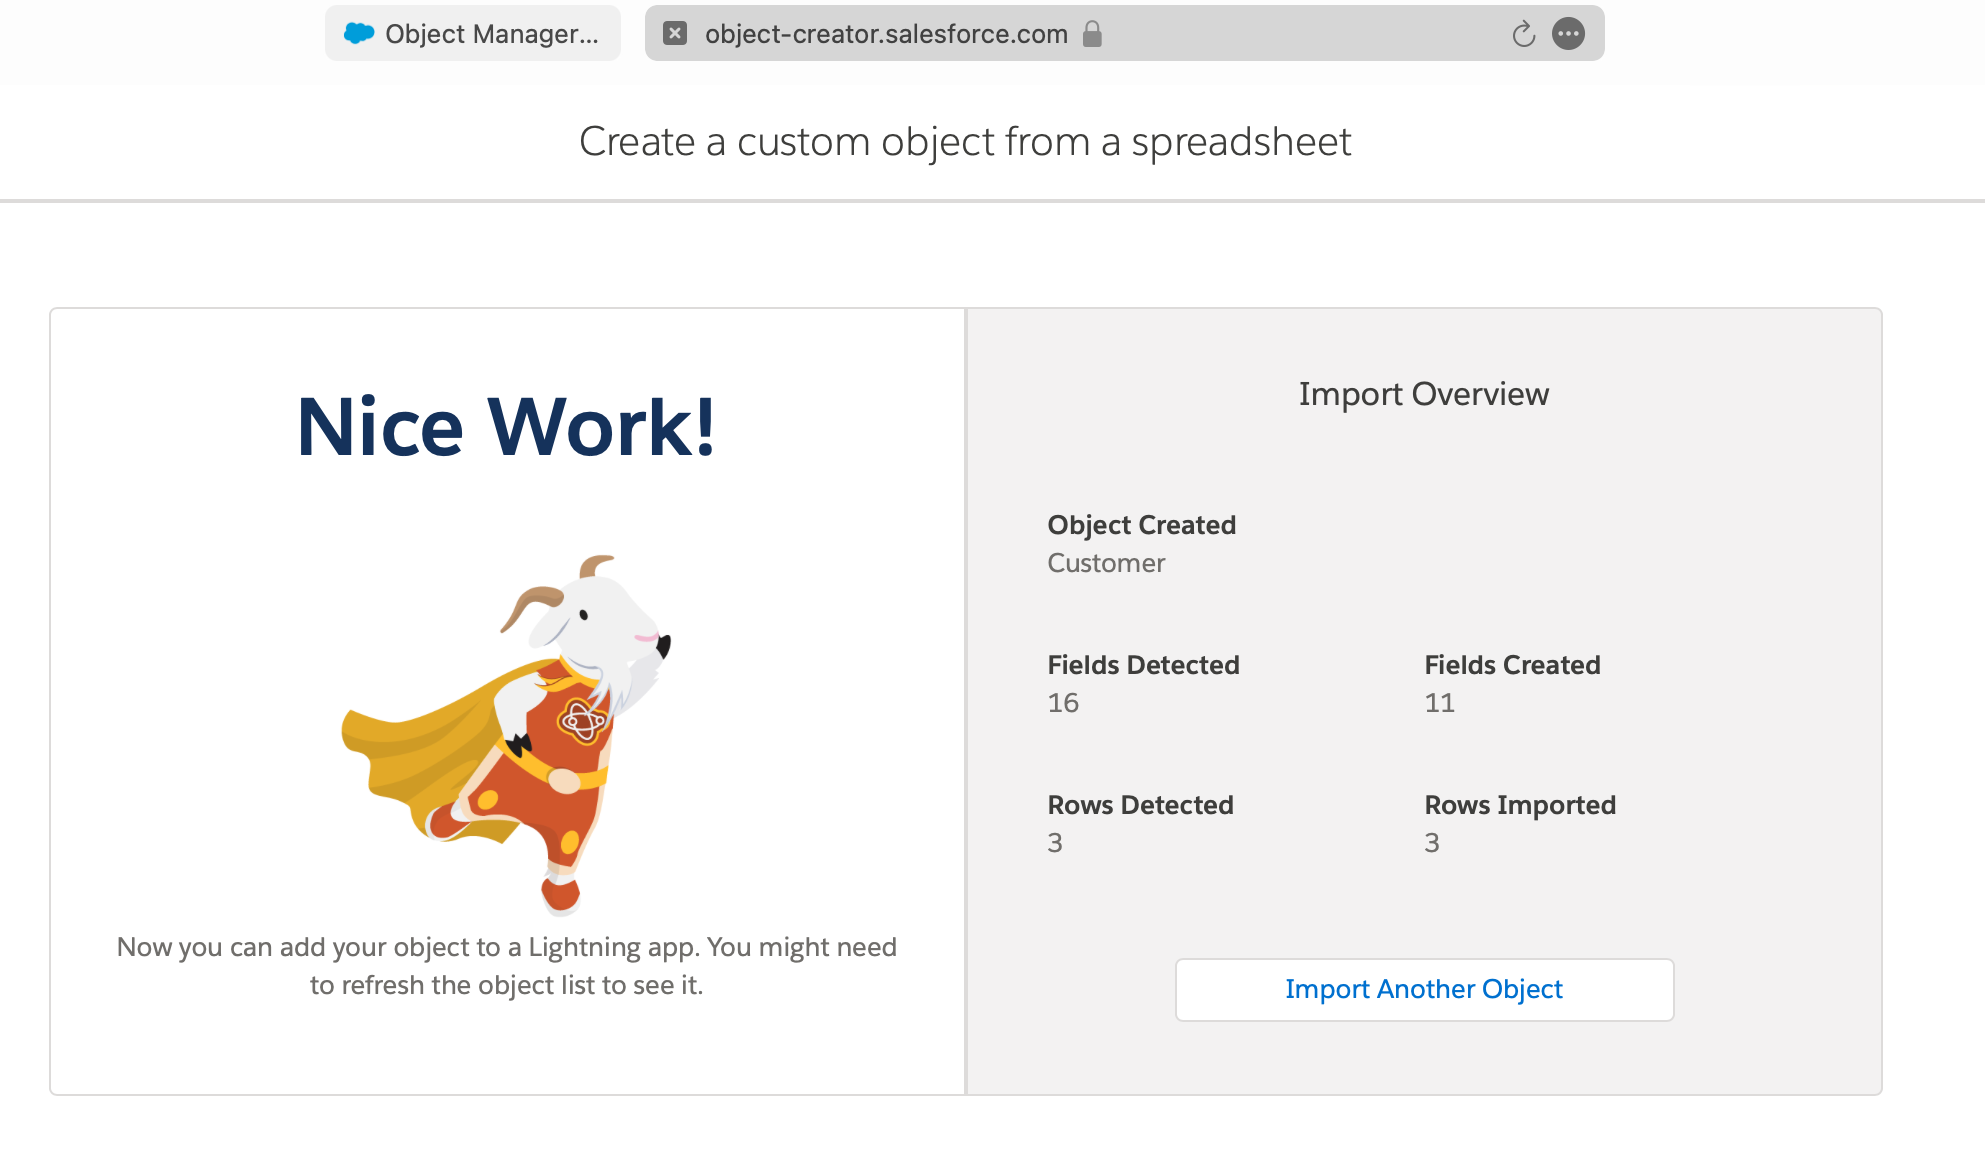 Object Manager...
object-creator.salesforce.com
Create a custom object from a spreadsheet
Nice Work!
Now you can add your object to a Lightning app. You might need
to refresh the object list to see it.
Import Overview
Object Created
Customer
Fields Detected
16
Fields Created
11
Rows Detected
3
Rows Imported
3
Import Another Object